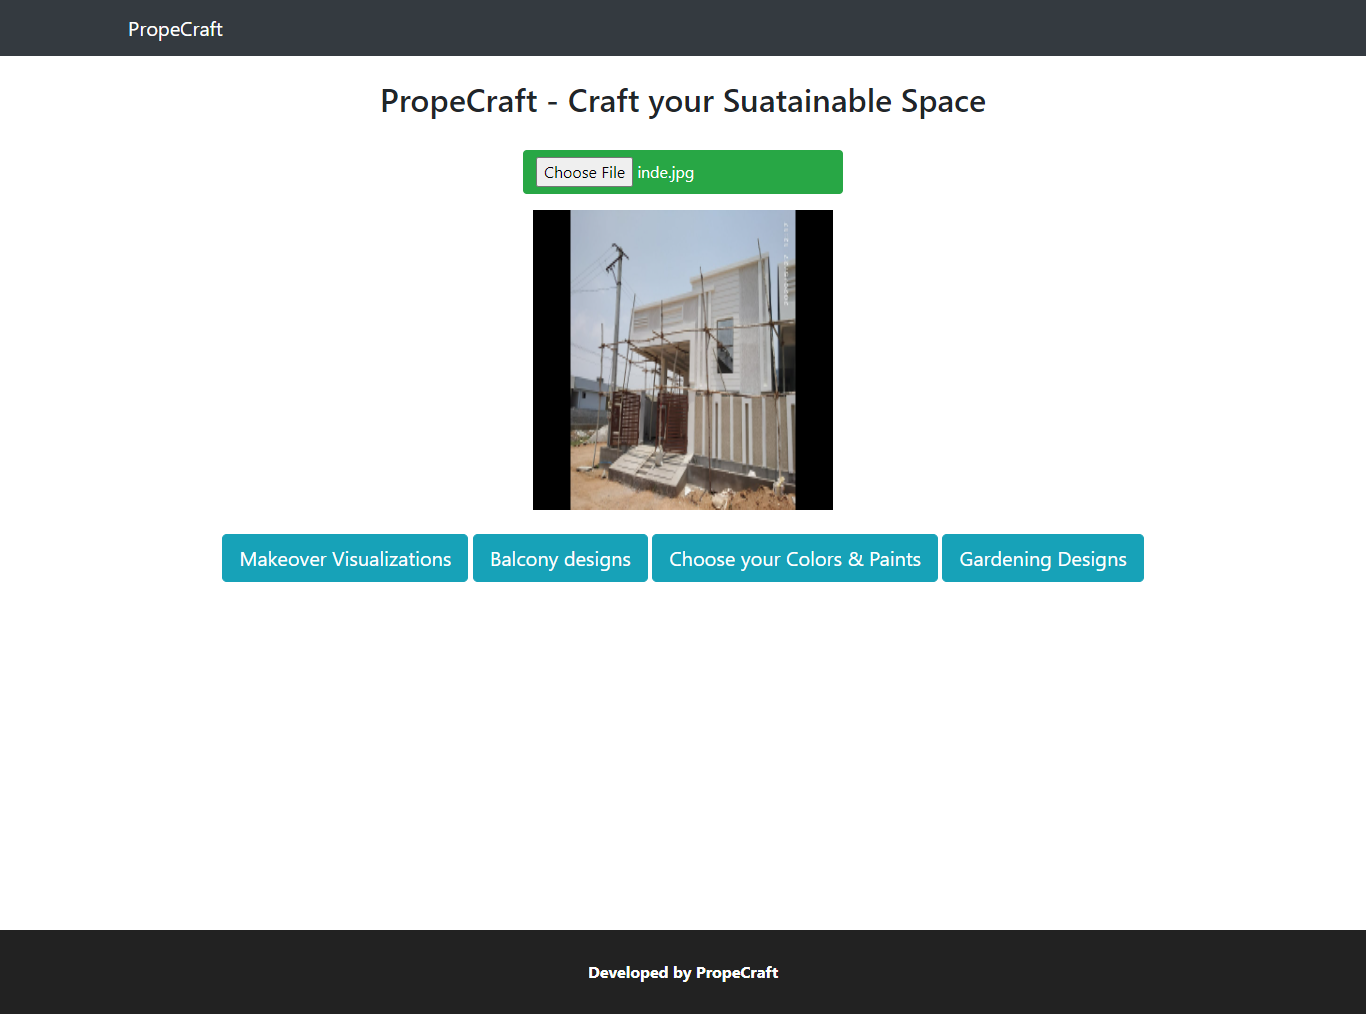 PropeCraft
PropeCraft - Craft your Suatainable Space
Choose File inde.jpg
Makeover Visualizations Balcony designs Choose your Colors & Paints Gardening Designs
Developed by PropeCraft